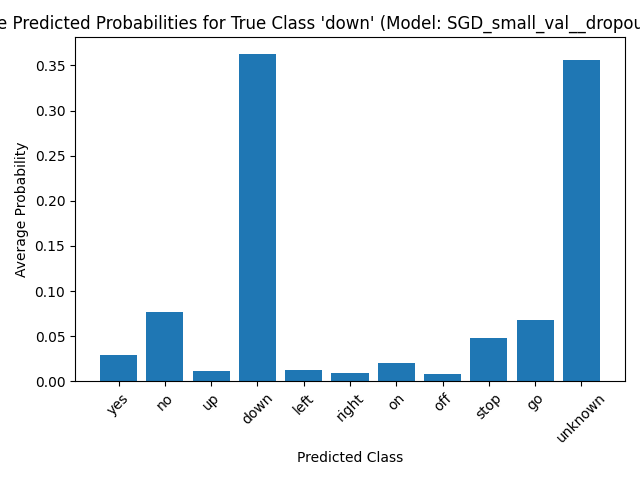 e Predicted Probabilities for True Class 'down' (Model: SGD_small_val__dropou
0.35
0.30
0.25
0.20
0.15
0.10
0.05
0.00
Average Probability
yes
no
up
down
left
right
on
off
stop
go
unknown
Predicted Class